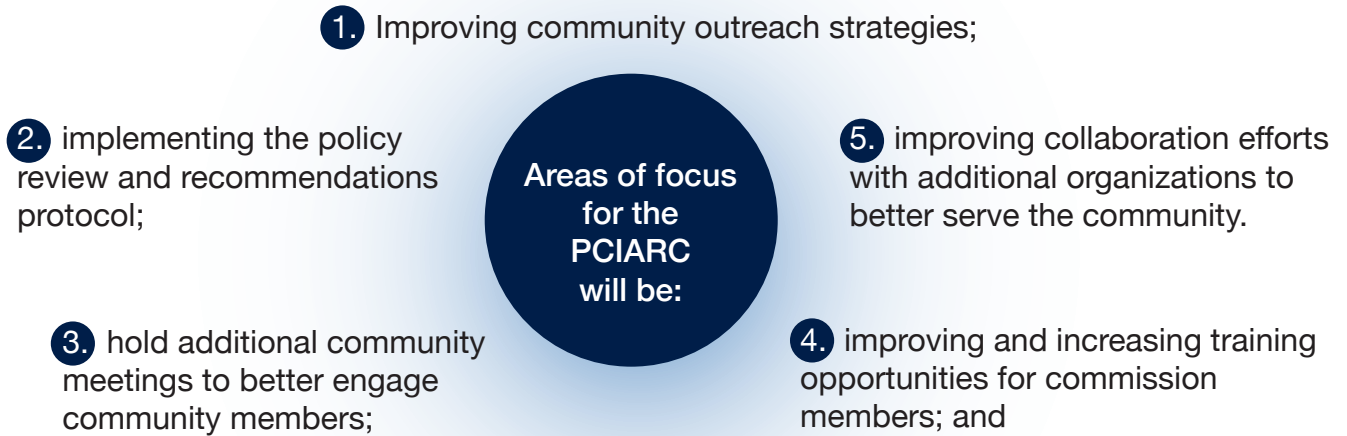 1. Improving community outreach strategies;
2. implementing the policy
review and recommendations
protocol;
3. hold additional community
meetings to better engage
community members;
Areas of focus
for the
PCIARC
will be:
4. improving and increasing training
opportunities for commission
members; and
5. improving collaboration efforts
with additional organizations to
better serve the community.